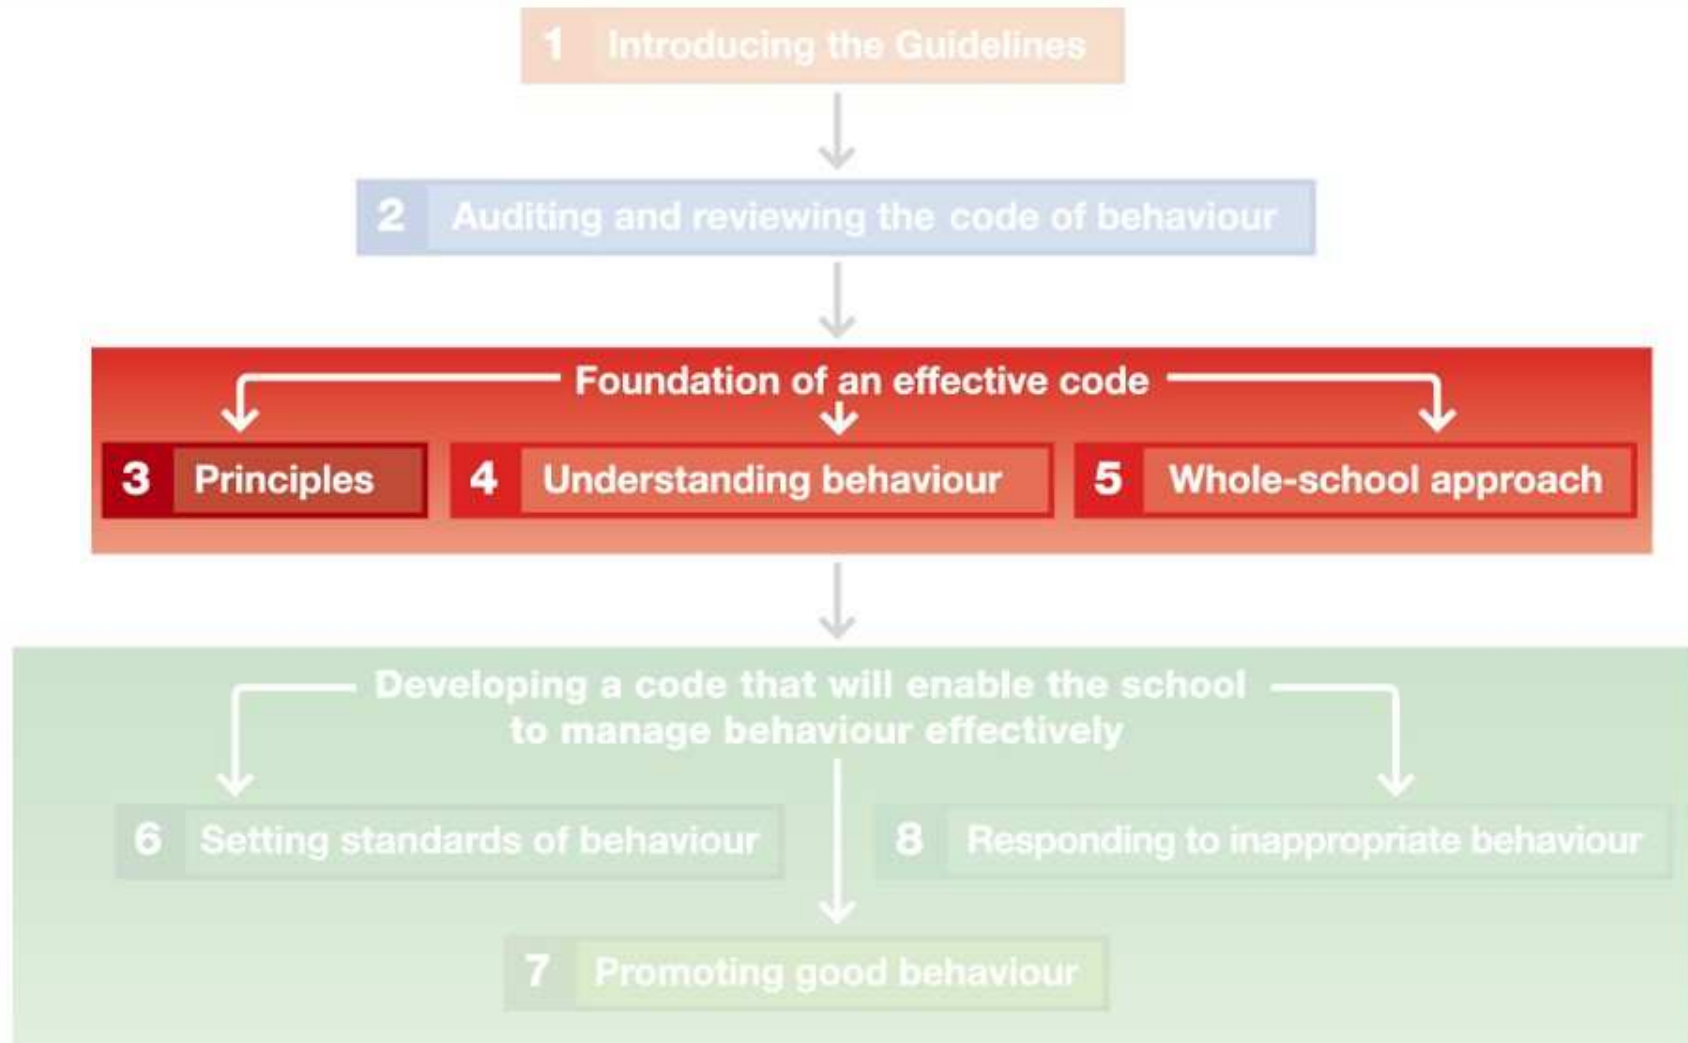 1 Introducing the Guidelines
2 Auditing and reviewing the code of behaviour
Foundation of an effective code
3 Principles
4 Understanding behaviour
5 Whole-school approach
Developing a code that will enable the school
to manage behaviour effectively
6 Setting standards of behaviour
8 Responding to inappropriate behaviour
7 Promoting good behaviour